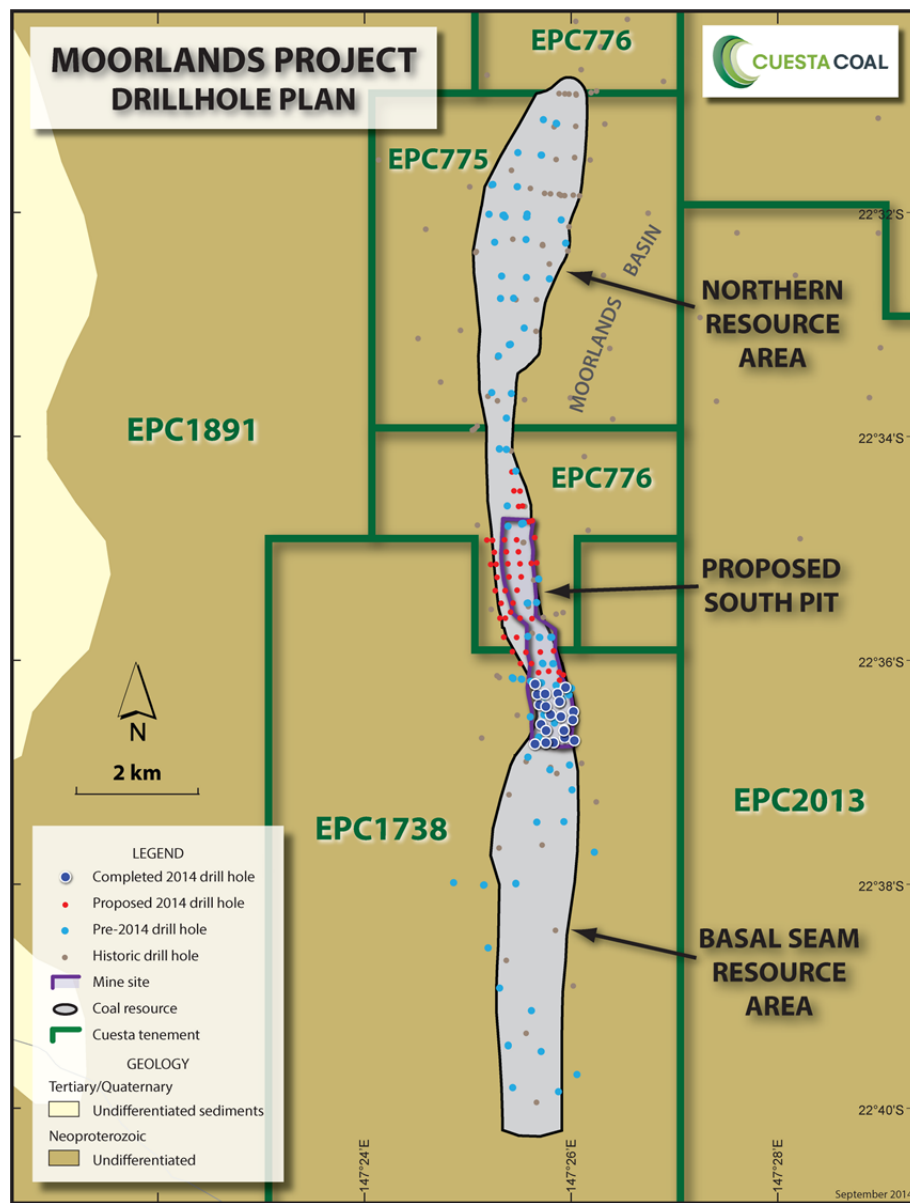 MOORLANDS PROJECT
DRILLHOLE PLAN
EPC776
CUESTA COAL
EPC775
22°32'S
MOORLANDS BASIN
NORTHERN
RESOURCE
AREA
EPC1891
22°34'S
EPC776
PROPOSED
SOUTH PIT
22°36'S
N
2 km
EPC1738
EPC2013
LEGEND
Completed 2014 drill hole
Proposed 2014 drill hole
Pre-2014 drill hole
Historic drill hole
Mine site
Coal resource
Cuesta tenement
GEOLOGY
Tertiary/Quaternary
Undifferentiated sediments
Neoproterozoic
Undifferentiated
22°38'S
BASAL SEAM
RESOURCE
AREA
22°40'S
147°24'E
147°26'E
147°28'E
September 2014